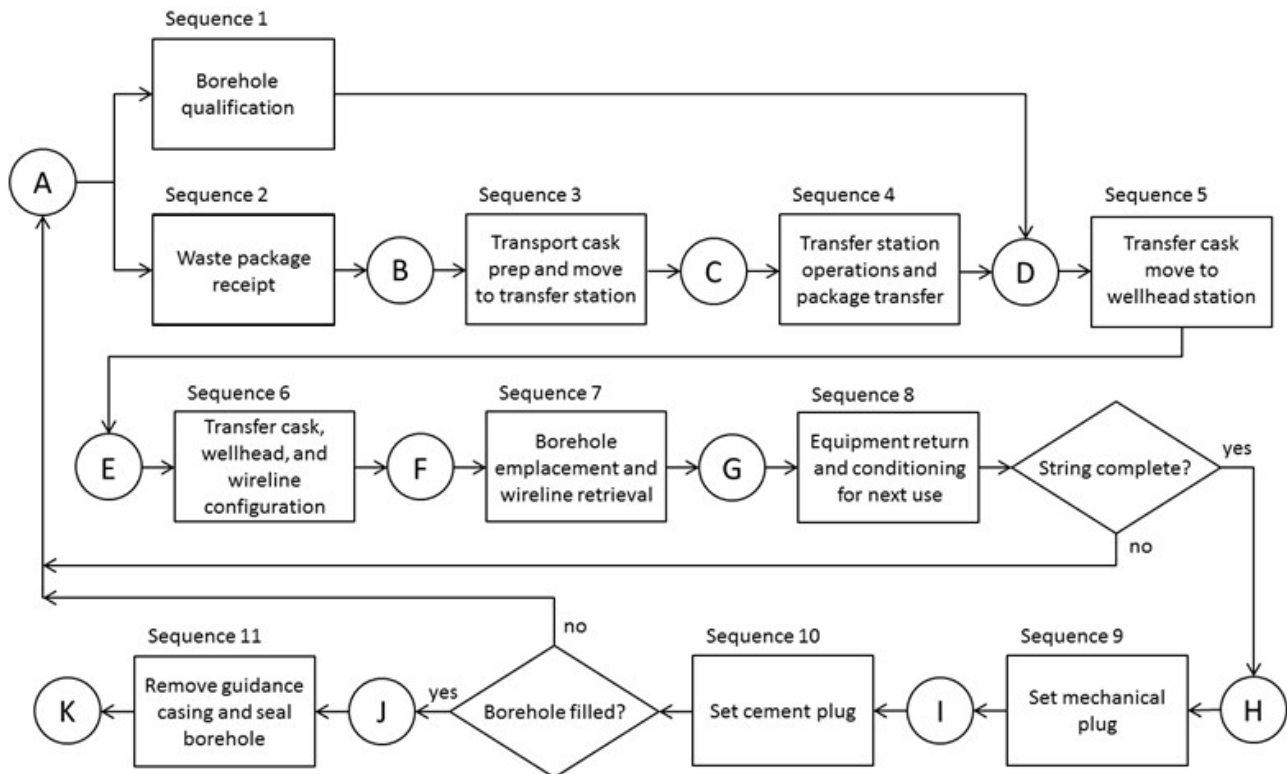 Sequence 1
Borehole
qualification
A
Sequence 2
Waste package
receipt
B
Sequence 3
Transport cask
prep and move
to transfer station
C
Sequence 4
Transfer station
operations and
package transfer
D
Sequence 5
Transfer cask
move to
wellhead station
E
Sequence 6
Transfer cask,
wellhead, and
wireline
configuration
F
Sequence 7
Borehole
emplacement and
wireline retrieval
G
Sequence 8
Equipment return
and conditioning
for next use
String complete?
yes
no
H
Sequence 9
Set mechanical
plug
I
Sequence 10
Set cement plug
Borehole filled?
no
yes
J
Sequence 11
Remove guidance
casing and seal
borehole
K